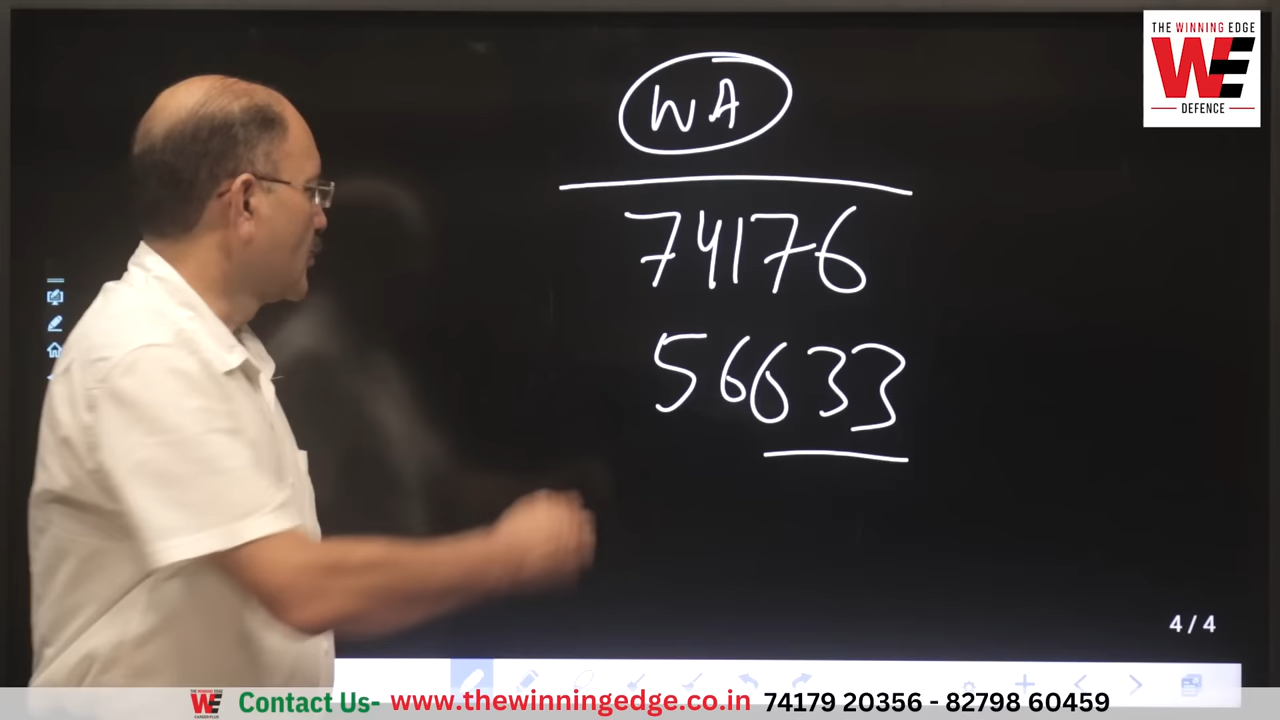 THE WINNING EDGE
WE
DEFENCE
WA
74176
56633
4 / 4
WE
Contact Us- www.thewinningedge.co.in 74179 20356 - 82798 60459